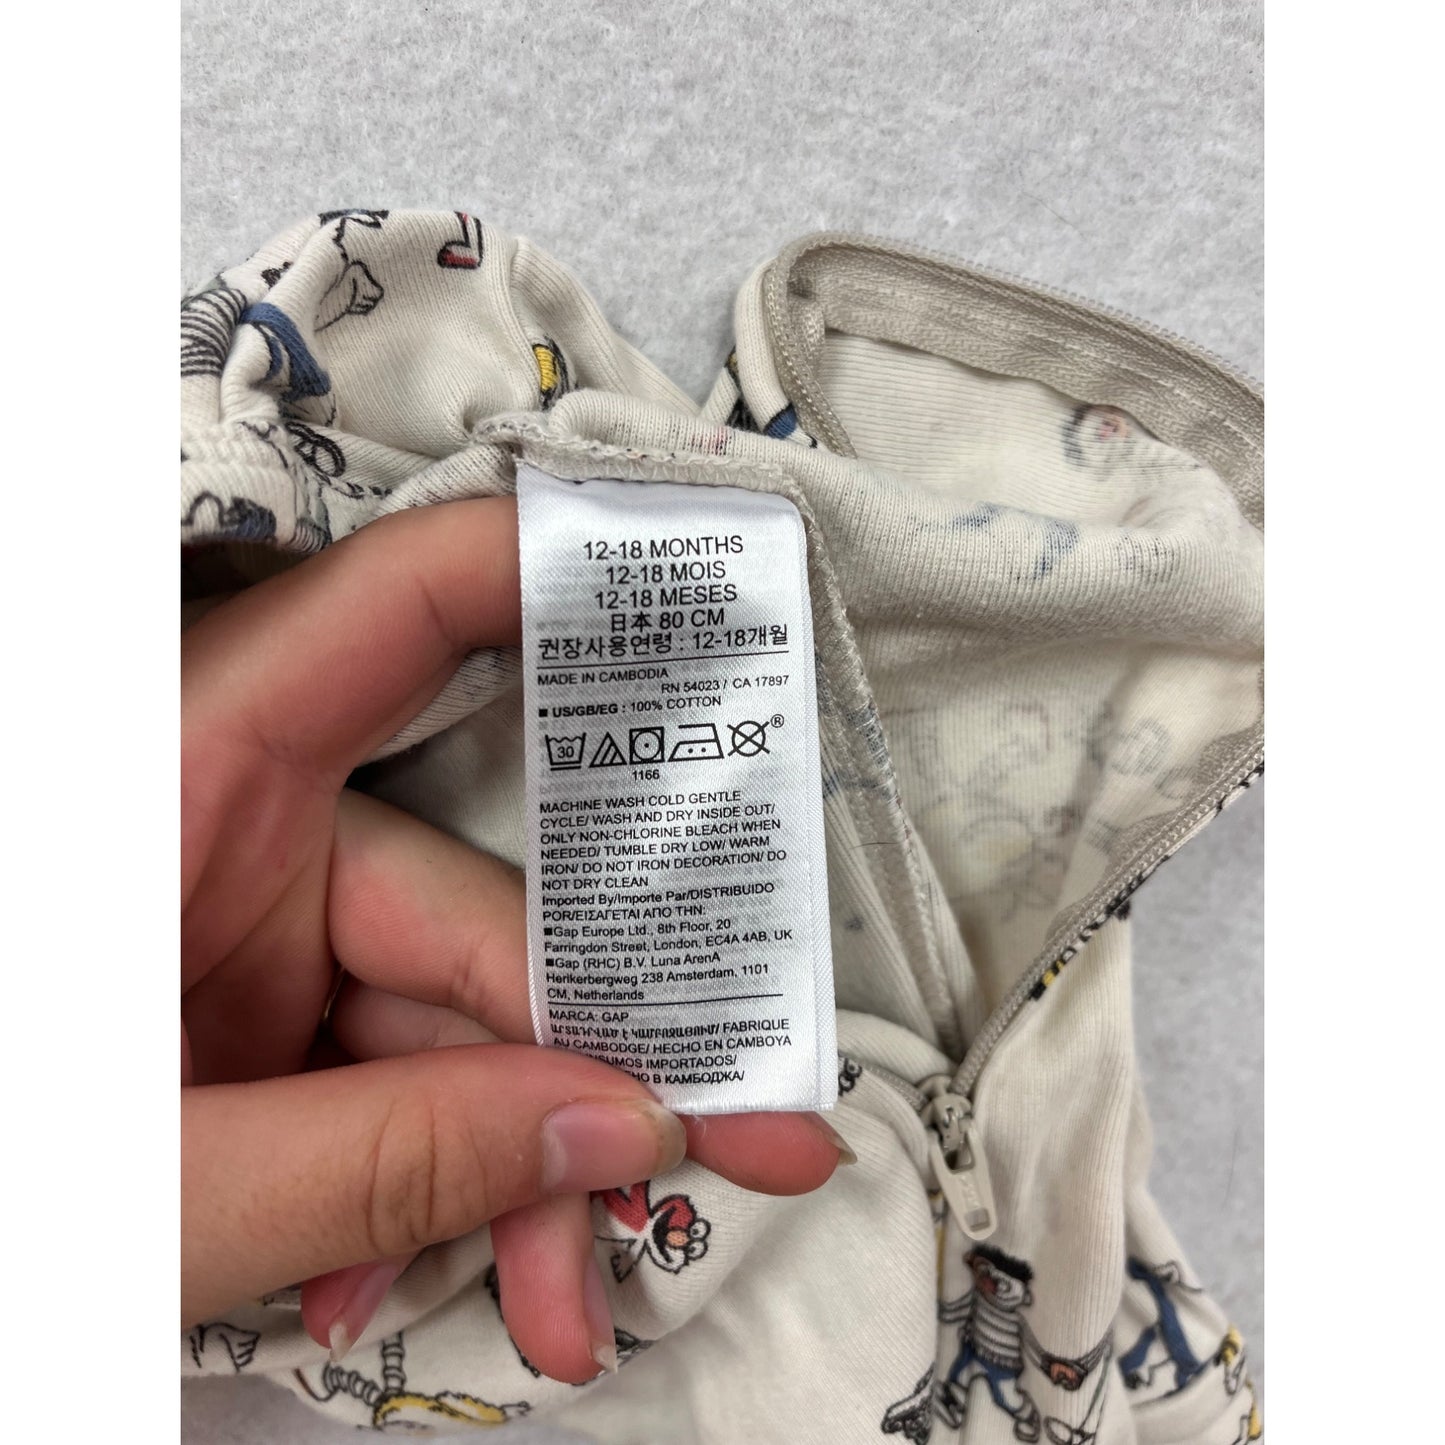 12-18 MONTHS
12-18 MOIS
12-18 MESES
日本 80 CM
권장사용연령 : 12-18개월
MADE IN CAMBODIA
RN 54023 / CA 17897
■ US/GB/EG : 100% COTTON
30
®
1166
MACHINE WASH COLD GENTLE
CYCLE/ WASH AND DRY INSIDE OUT/
ONLY NON-CHLORINE BLEACH WHEN
NEEDED/ TUMBLE DRY LOW/ WARM
IRON/ DO NOT IRON DECORATION/ DO
NOT DRY CLEAN
Imported By/Importe Par/DISTRIBUIDO
POR/ΕΙΣΑΓΕΤΑΙ ΑΠΟ ΤΗΝ:
■Gap Europe Ltd., 8th Floor, 20
Farringdon Street, London, EC4A 4AB, UK
■Gap (RHC) B.V. Luna ArenA
Herikerbergweg 238 Amsterdam, 1101
CM, Netherlands
MARCA: GAP
ԱՐՏԱԴՐՎԱԾ Է ԿԱՄԲՈՋԱՅՈՒՄ/ FABRIQUE
AU CAMBODGE/ HECHO EN CAMBOYA
IMPORTADOS/
В КАМБОДЖА/